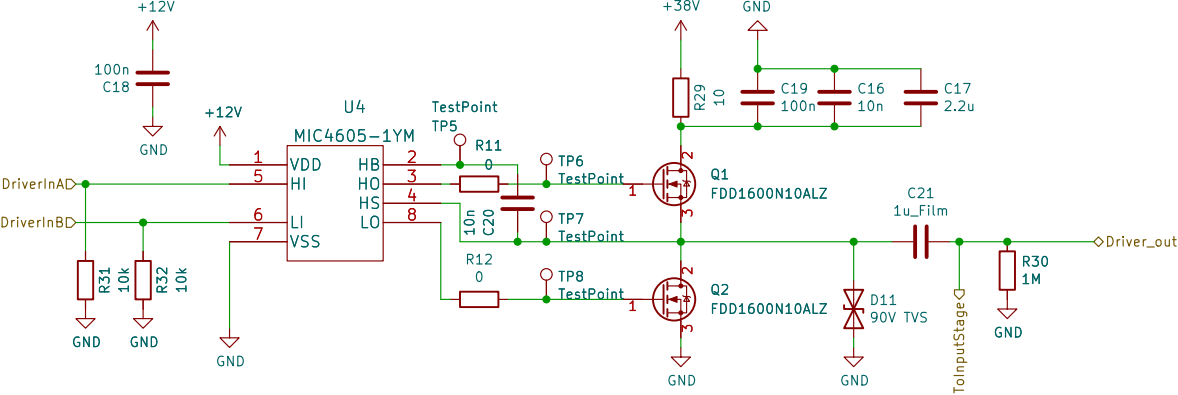 +12V
100n
C18
GND
+12V
U4
MIC4605-1YM
1
VDD
5
HI
6
LI
7
VSS
HB
2
HO
3
HS
4
LO
8
DriverInA
DriverInB
R31
10k
R32
10k
GND
GND
GND
TestPoint
TP5
R11
0
10n
C20
R12
0
TP6
TestPoint
TP7
TestPoint
TP8
TestPoint
+38V
R29
10
GND
C19
100n
C16
10n
C17
2.2u
2
1
3
Q1
FDD1600N10ALZ
2
1
3
Q2
FDD1600N10ALZ
GND
D11
90V TVS
GND
C21
1u_Film
ToInputStage
R30
1M
GND
Driver_out